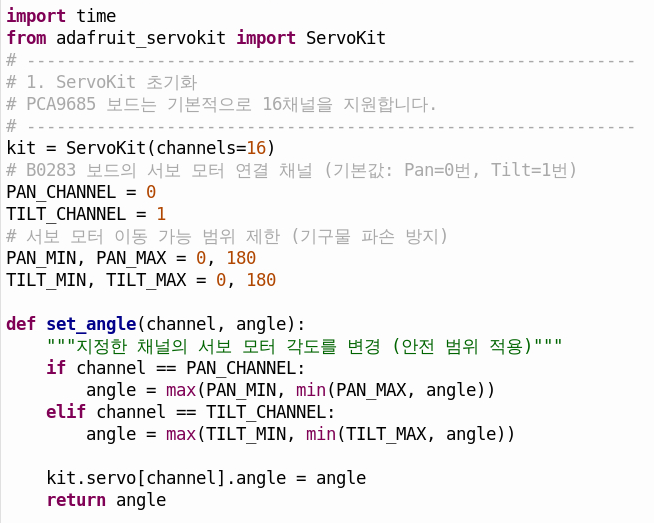 import time
from adafruit_servokit import ServoKit
# -------------------------------------------------------------
# 1. ServoKit 초기화
# PCA9685 보드는 기본적으로 16채널을 지원합니다.
# -------------------------------------------------------------
kit = ServoKit(channels=16)
# B0283 보드의 서보 모터 연결 채널 (기본값: Pan=0번, Tilt=1번)
PAN_CHANNEL = 0
TILT_CHANNEL = 1
# 서보 모터 이동 가능 범위 제한 (기구물 파손 방지)
PAN_MIN, PAN_MAX = 0, 180
TILT_MIN, TILT_MAX = 0, 180

def set_angle(channel, angle):
    """지정한 채널의 서보 모터 각도를 변경 (안전 범위 적용)"""
    if channel == PAN_CHANNEL:
        angle = max(PAN_MIN, min(PAN_MAX, angle))
    elif channel == TILT_CHANNEL:
        angle = max(TILT_MIN, min(TILT_MAX, angle))

    kit.servo[channel].angle = angle
    return angle